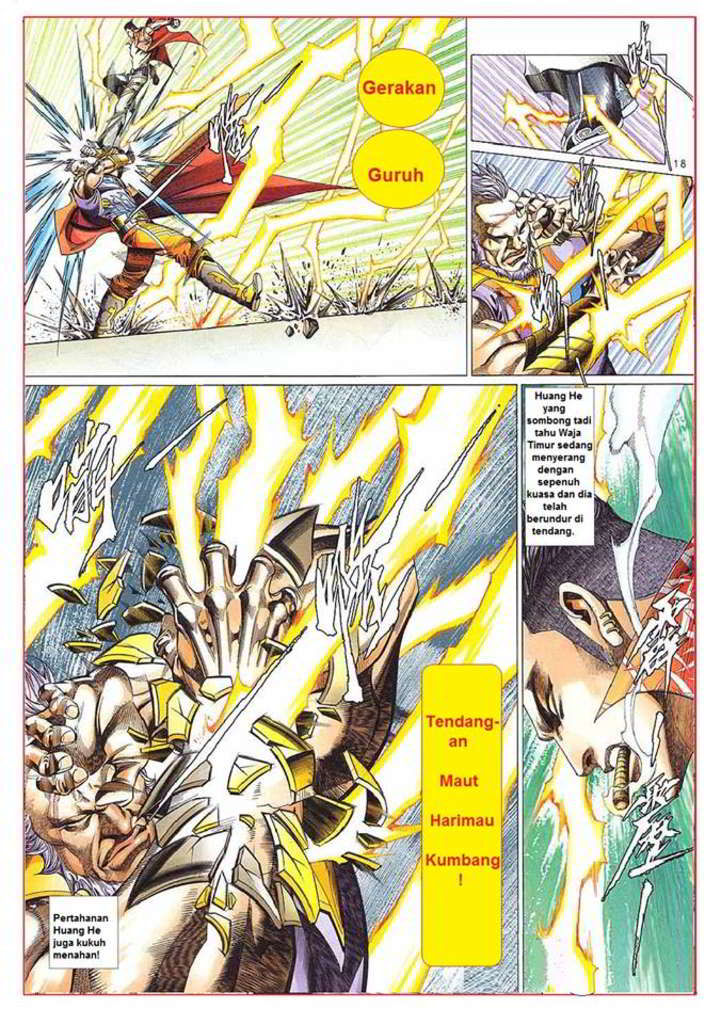 Gerakan
Guruh
18
Huang He
yang
sombong tadi
tahu Waja
Timur sedang
menyerang
dengan
sepenuh
kuasa dan dia
telah
berundur di
tendang.
Tendang-
an
Maut
Harimau
Kumbang
!
Pertahanan
Huang He
juga kukuh
menahan!